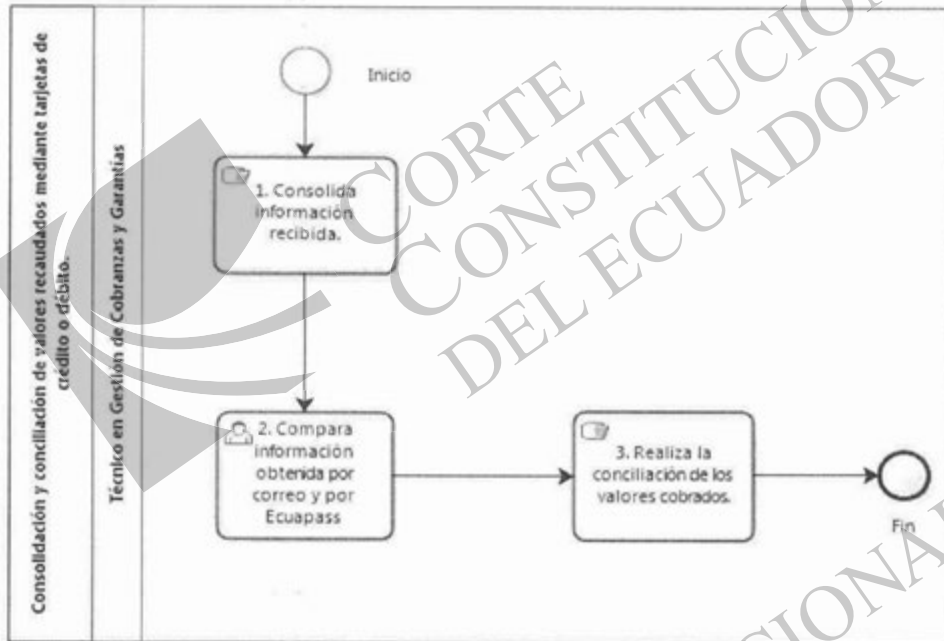 Consolidación y conciliación de valores recaudados mediante tarjetas de
crédito o débito.
Técnico en Gestión de Cobranzas y Garantías
Inicio
1. Consolida
información
recibida.
2. Compara
información
obtenida por
correo y por
Ecuapass
3. Realiza la
conciliación de los
valores cobrados.
Fin
CORTE
CONSTITUCION
DEL ECUADOR
CIONA